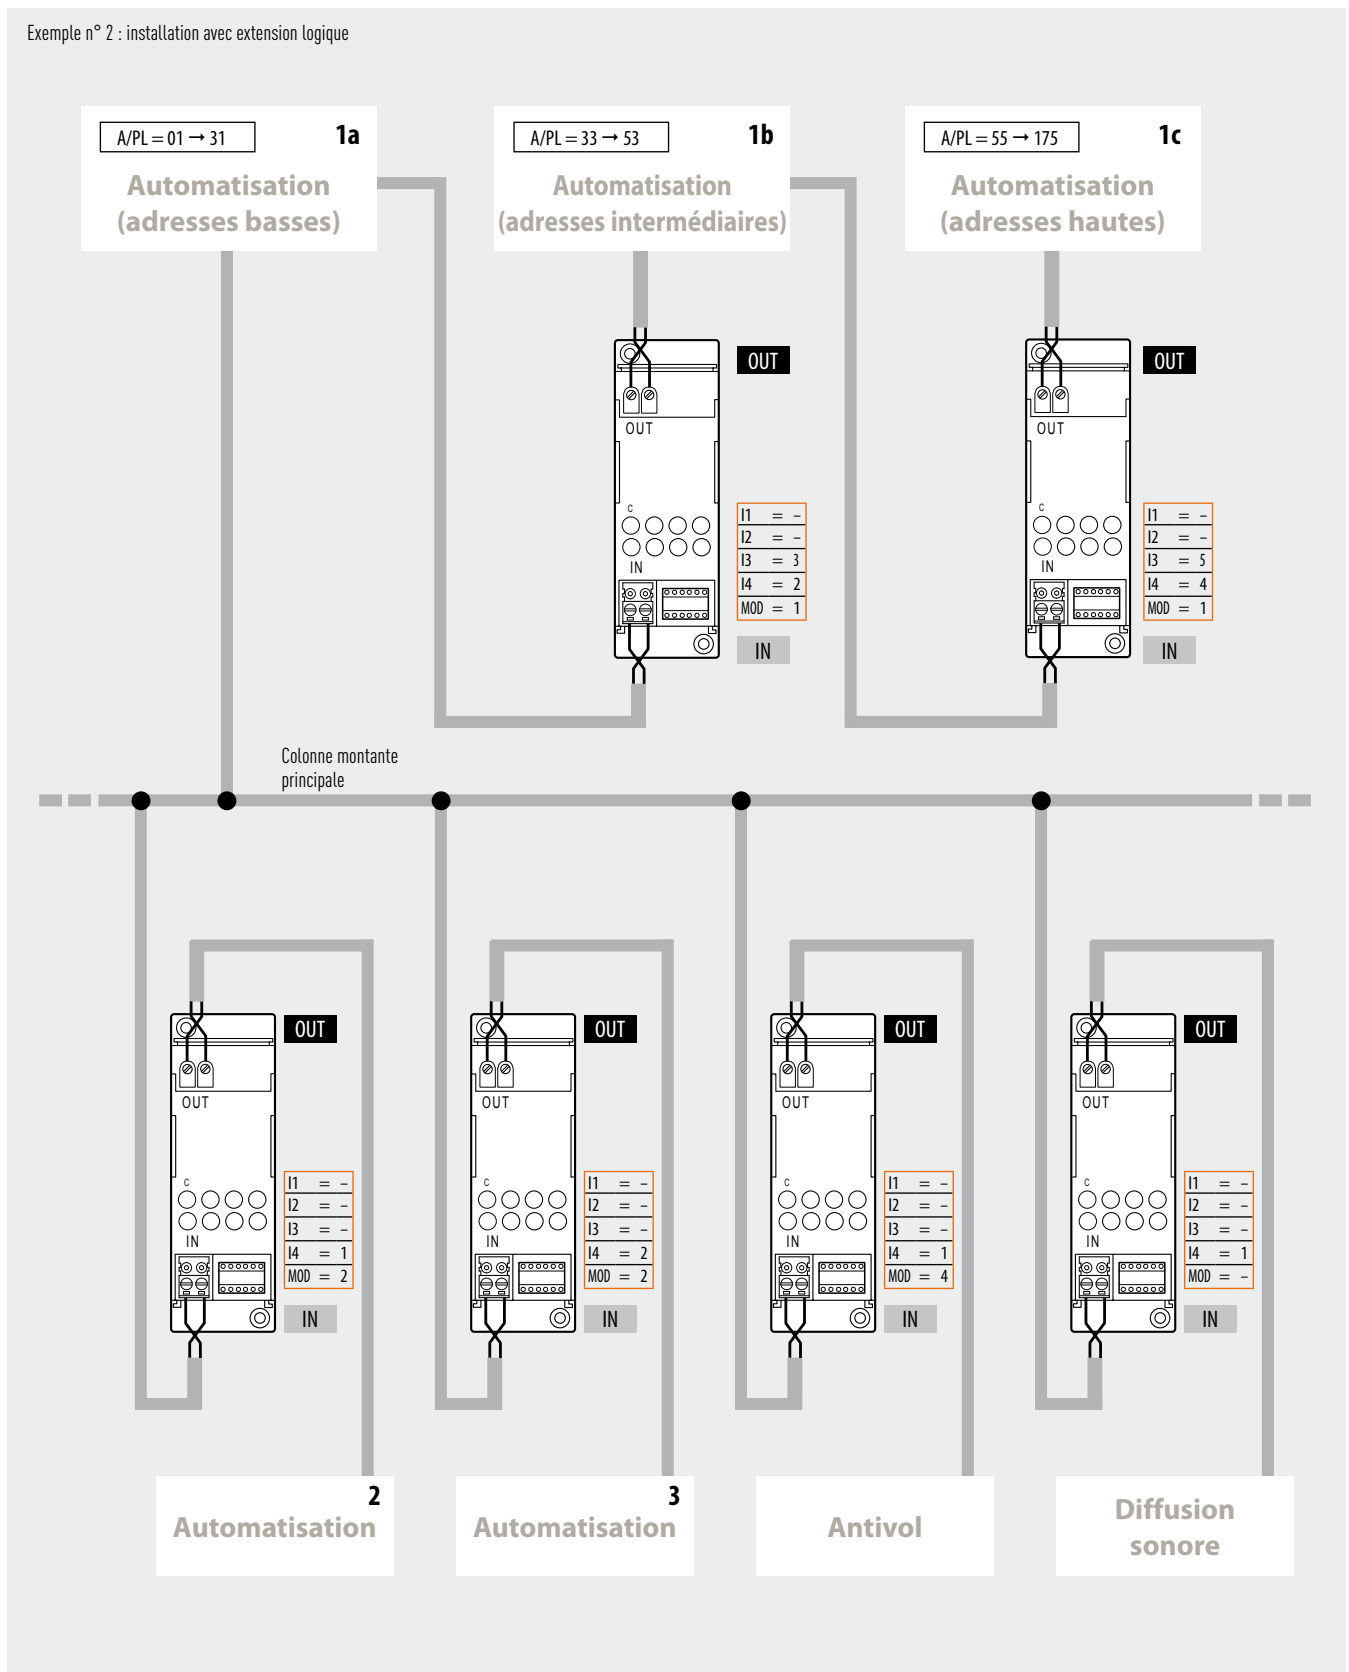 Exemple n° 2 : installation avec extension logique
A/PL = 01 → 31
1a
Automatisation
(adresses basses)
A/PL = 33 → 53
1b
Automatisation
(adresses intermédiaires)
A/PL = 55 → 175
1c
Automatisation
(adresses hautes)
OUT
OUT
C
IN
I1 = –
I2 = –
I3 = 3
I4 = 2
MOD = 1
IN
OUT
OUT
C
IN
I1 = –
I2 = –
I3 = 5
I4 = 4
MOD = 1
IN
Colonne montante
principale
OUT
OUT
C
IN
I1 = –
I2 = –
I3 = –
I4 = 1
MOD = 2
IN
OUT
OUT
C
IN
I1 = –
I2 = –
I3 = –
I4 = 2
MOD = 2
IN
OUT
OUT
C
IN
I1 = –
I2 = –
I3 = –
I4 = 1
MOD = 4
IN
OUT
OUT
C
IN
I1 = –
I2 = –
I3 = –
I4 = 1
MOD = –
IN
2
Automatisation
3
Automatisation
Antivol
Diffusion
sonore